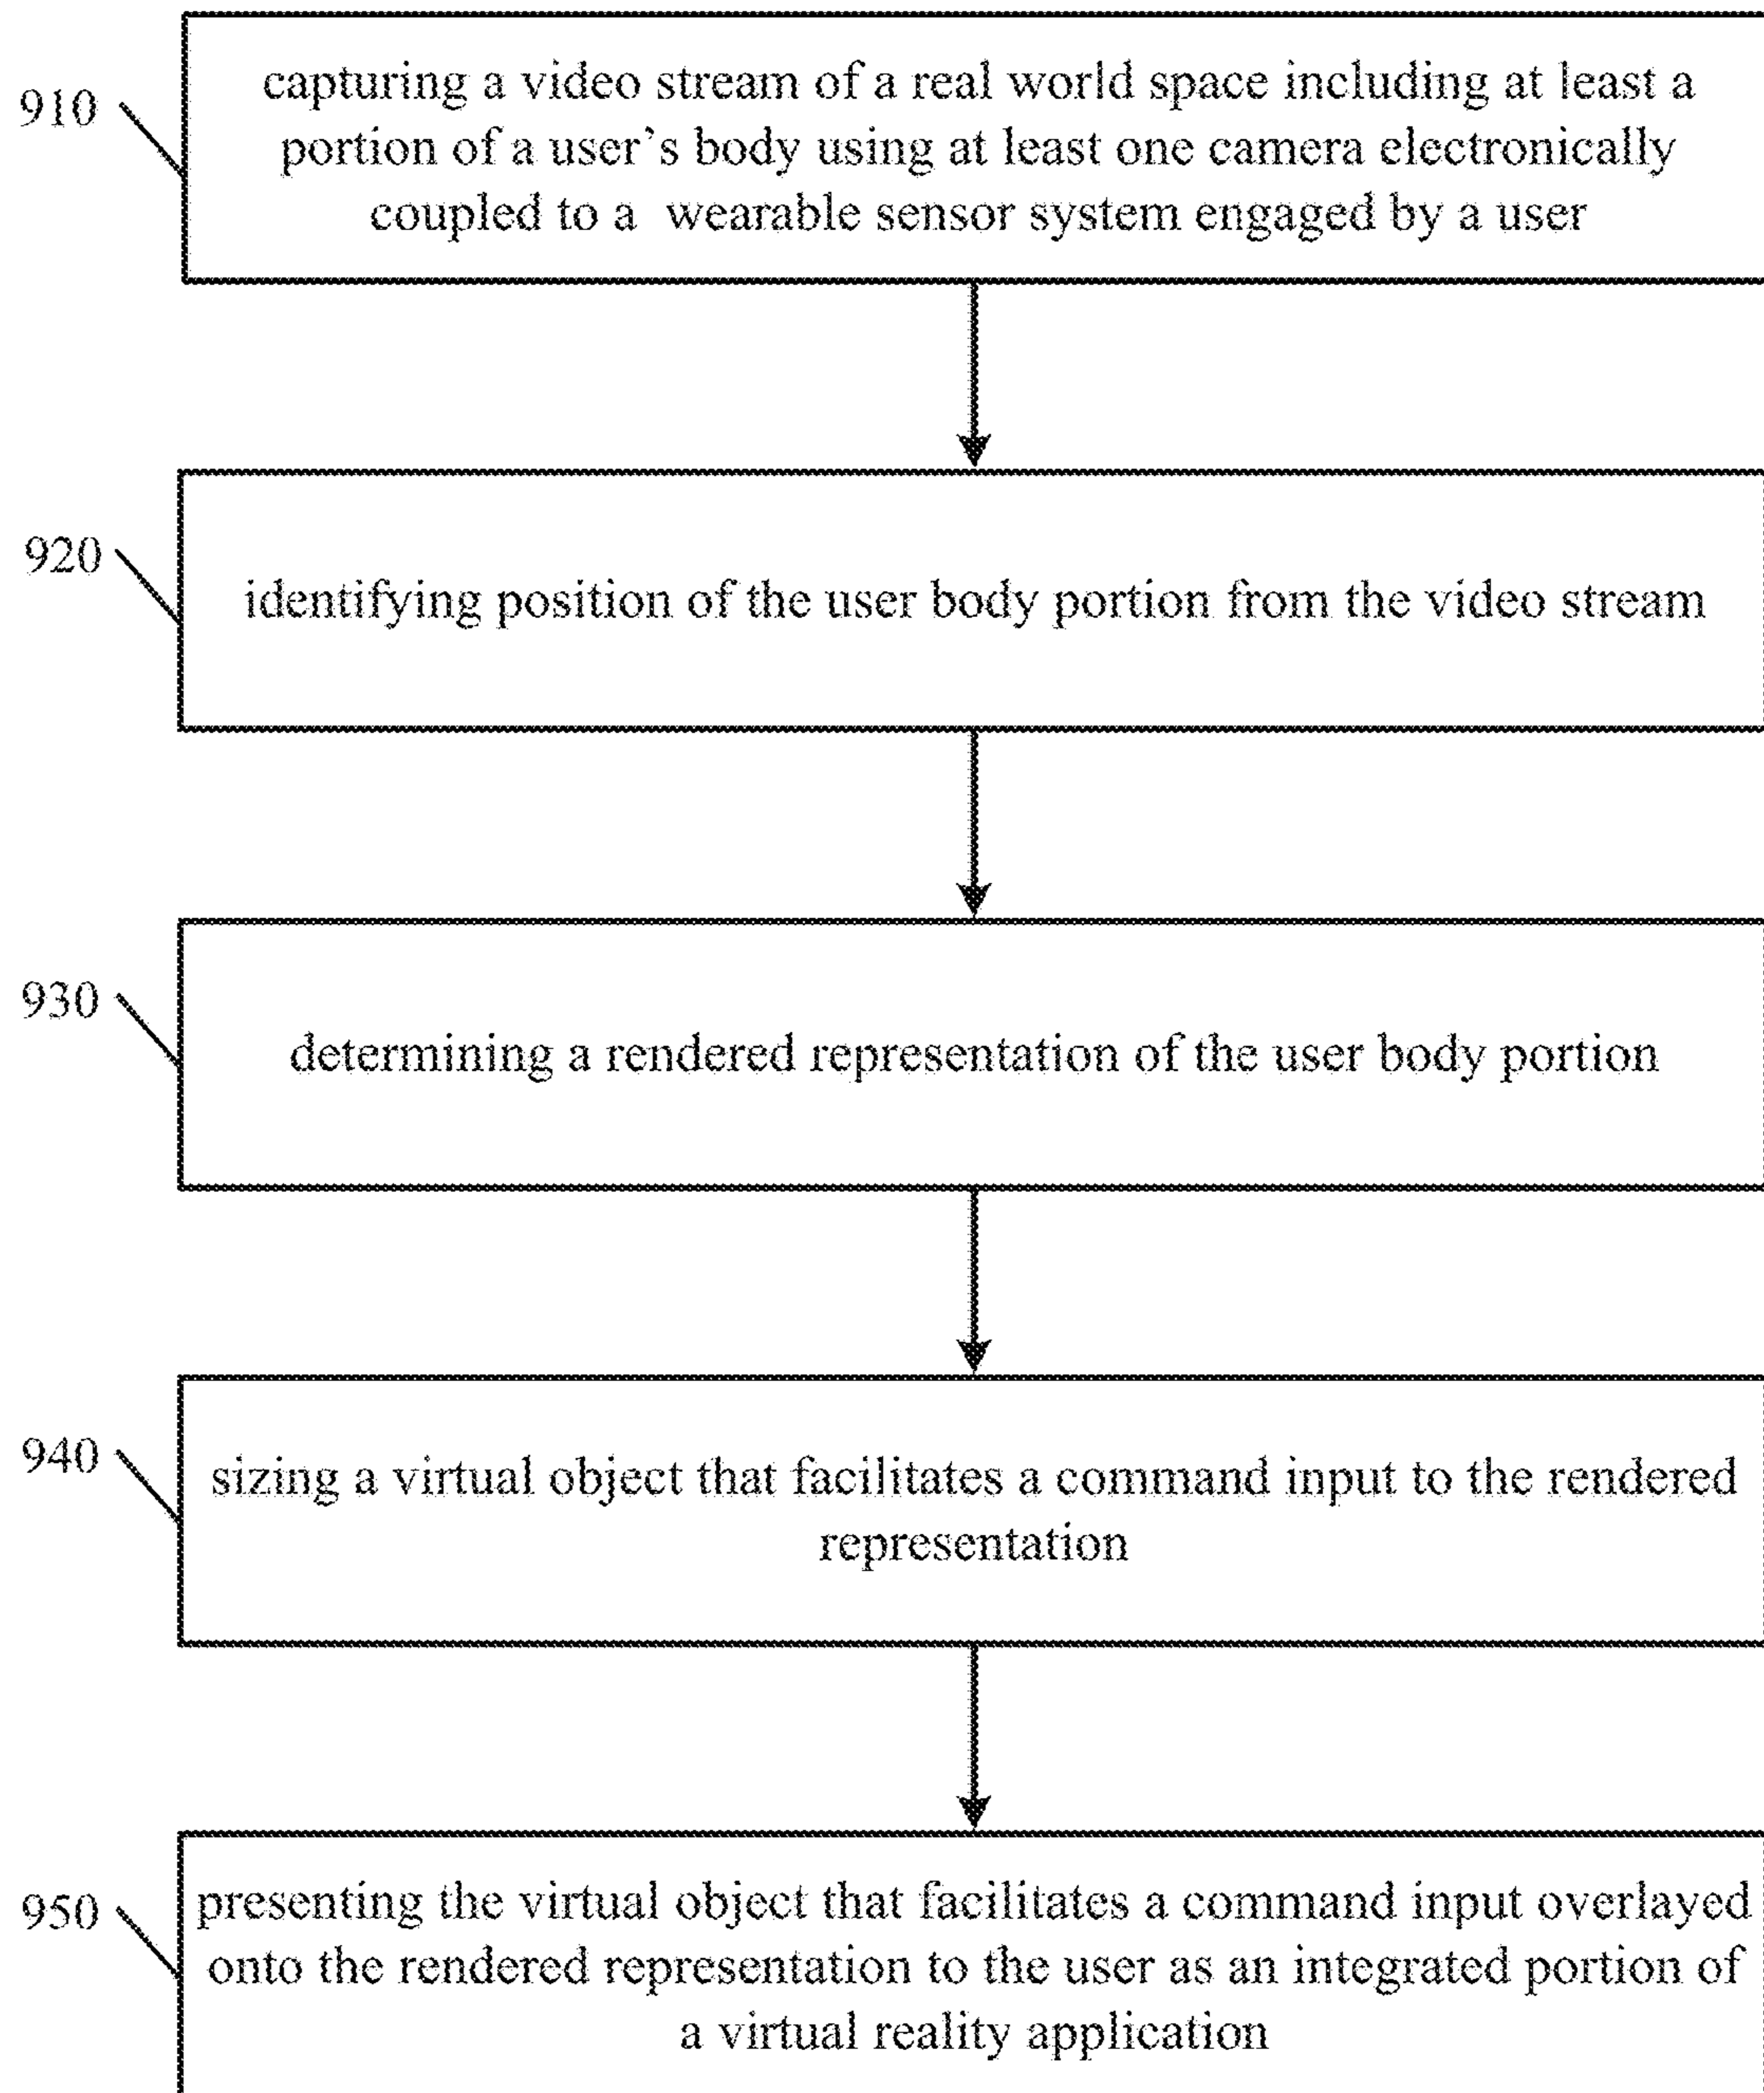 910
capturing a video stream of a real world space including at least a
portion of a user's body using at least one camera electronically
coupled to a wearable sensor system engaged by a user
920
identifying position of the user body portion from the video stream
930
determining a rendered representation of the user body portion
940
sizing a virtual object that facilitates a command input to the rendered
representation
950
presenting the virtual object that facilitates a command input overlayed
onto the rendered representation to the user as an integrated portion of
a virtual reality application